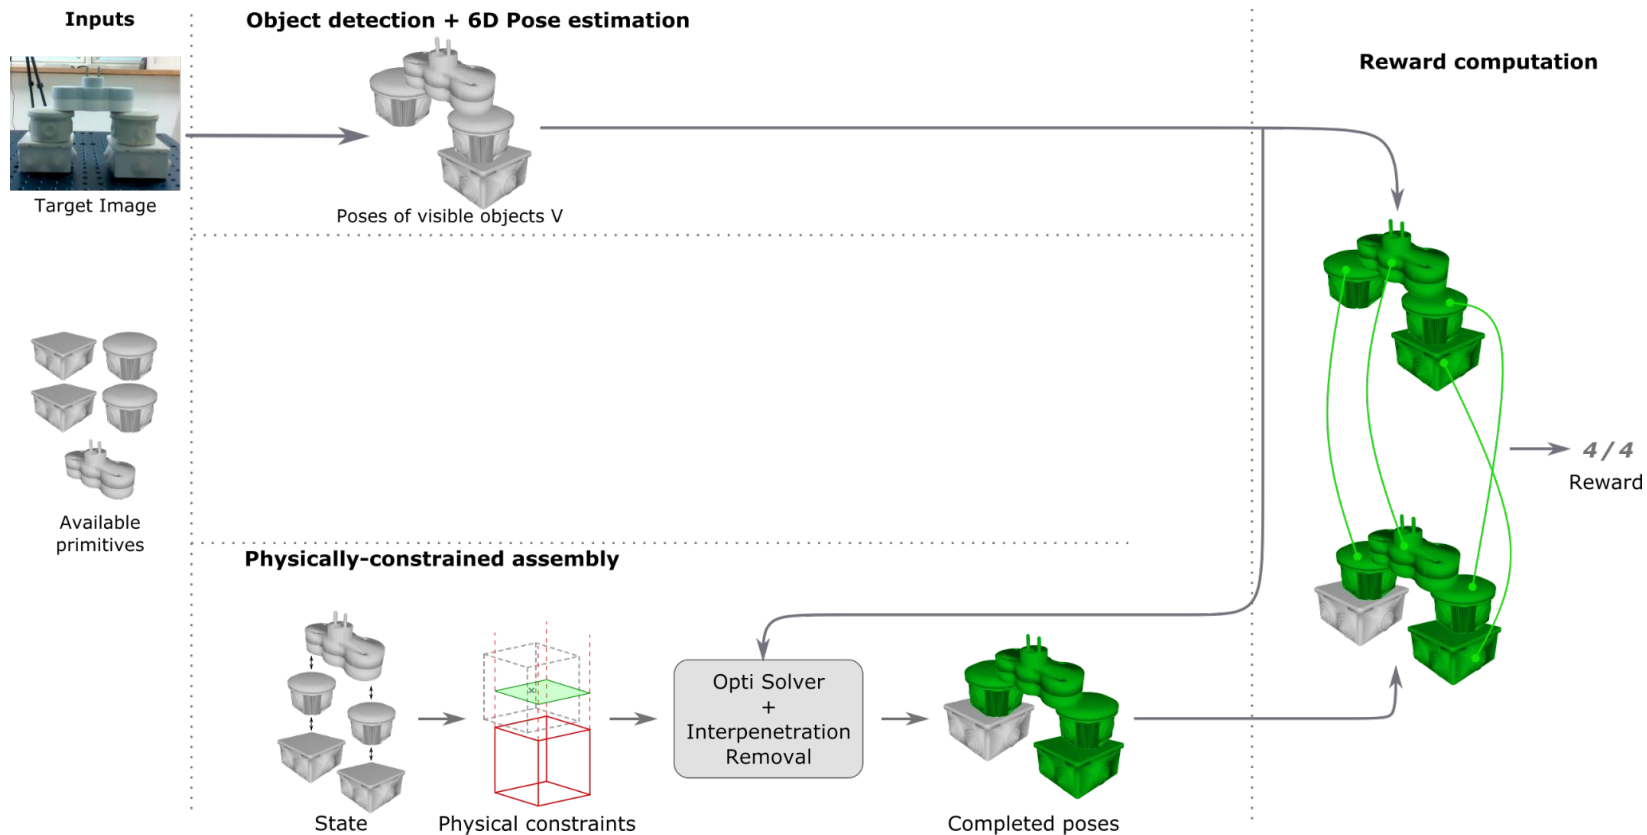 Inputs
Object detection + 6D Pose estimation
Reward computation
Target Image
Poses of visible objects V
Available
primitives
4 / 4
Reward
Physically-constrained assembly
Opti Solver
+
Interpenetration
Removal
State
Physical constraints
Completed poses